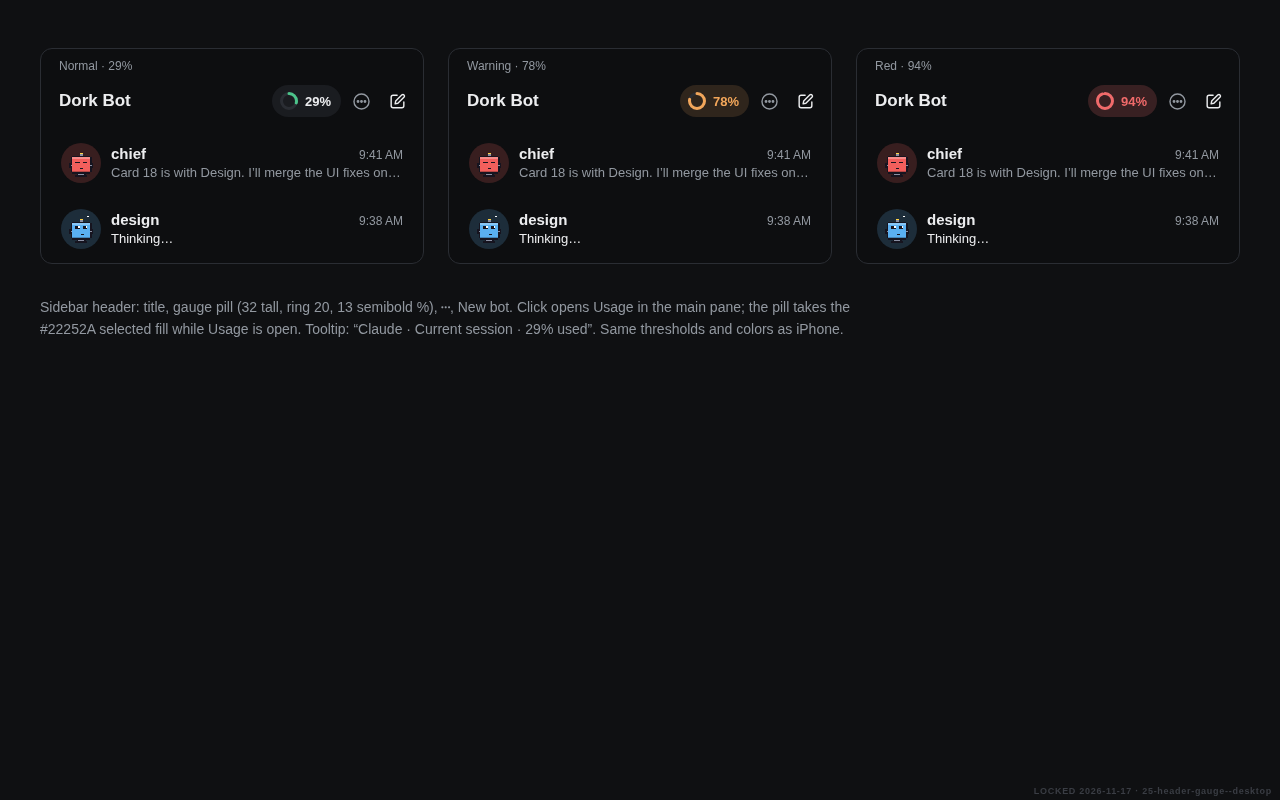 Normal · 29%
Dork Bot
29%
chief
9:41 AM
Card 18 is with Design. I’ll merge the UI fixes on…
design
9:38 AM
Thinking…
Warning · 78%
Dork Bot
78%
chief
9:41 AM
Card 18 is with Design. I’ll merge the UI fixes on…
design
9:38 AM
Thinking…
Red · 94%
Dork Bot
94%
chief
9:41 AM
Card 18 is with Design. I’ll merge the UI fixes on…
design
9:38 AM
Thinking…
Sidebar header: title, gauge pill (32 tall, ring 20, 13 semibold %), ···, New bot. Click opens Usage in the main pane; the pill takes the
#22252A selected fill while Usage is open. Tooltip: “Claude · Current session · 29% used”. Same thresholds and colors as iPhone.
LOCKED 2026-11-17 · 25-header-gauge--desktop